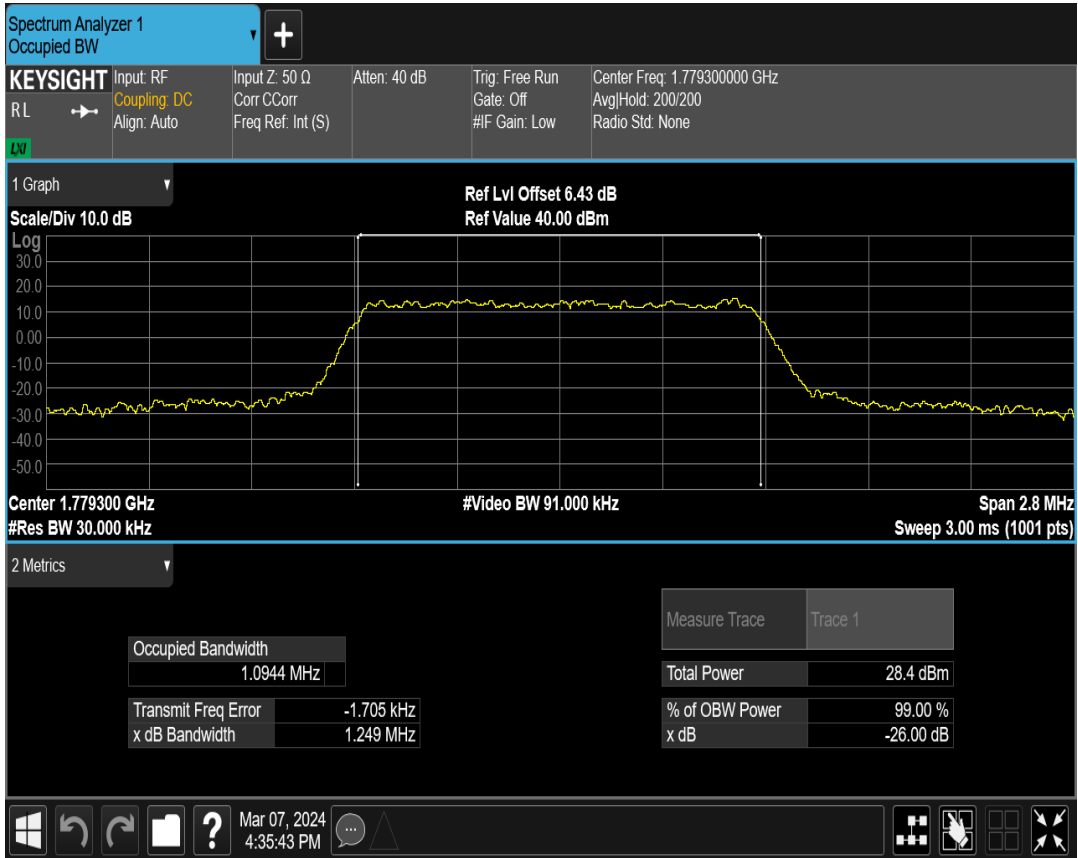 Spectrum Analyzer 1
Occupied BW
KEYSIGHT
RL
LXI
Input: RF
Coupling: DC
Align: Auto
Input Z: 50 Ω
Corr CCorr
Freq Ref: Int (S)
Atten: 40 dB
Trig: Free Run
Gate: Off
#IF Gain: Low
Center Freq: 1.779300000 GHz
Avg|Hold: 200/200
Radio Std: None
1 Graph
Scale/Div 10.0 dB
Ref Lvl Offset 6.43 dB
Ref Value 40.00 dBm
Log
30.0
20.0
10.0
0.00
-10.0
-20.0
-30.0
-40.0
-50.0
Center 1.779300 GHz
#Res BW 30.000 kHz
#Video BW 91.000 kHz
Span 2.8 MHz
Sweep 3.00 ms (1001 pts)
2 Metrics
Occupied Bandwidth
1.0944 MHz
Transmit Freq Error -1.705 kHz
x dB Bandwidth 1.249 MHz
Measure Trace Trace 1
Total Power 28.4 dBm
% of OBW Power 99.00 %
x dB -26.00 dB
Mar 07, 2024
4:35:43 PM